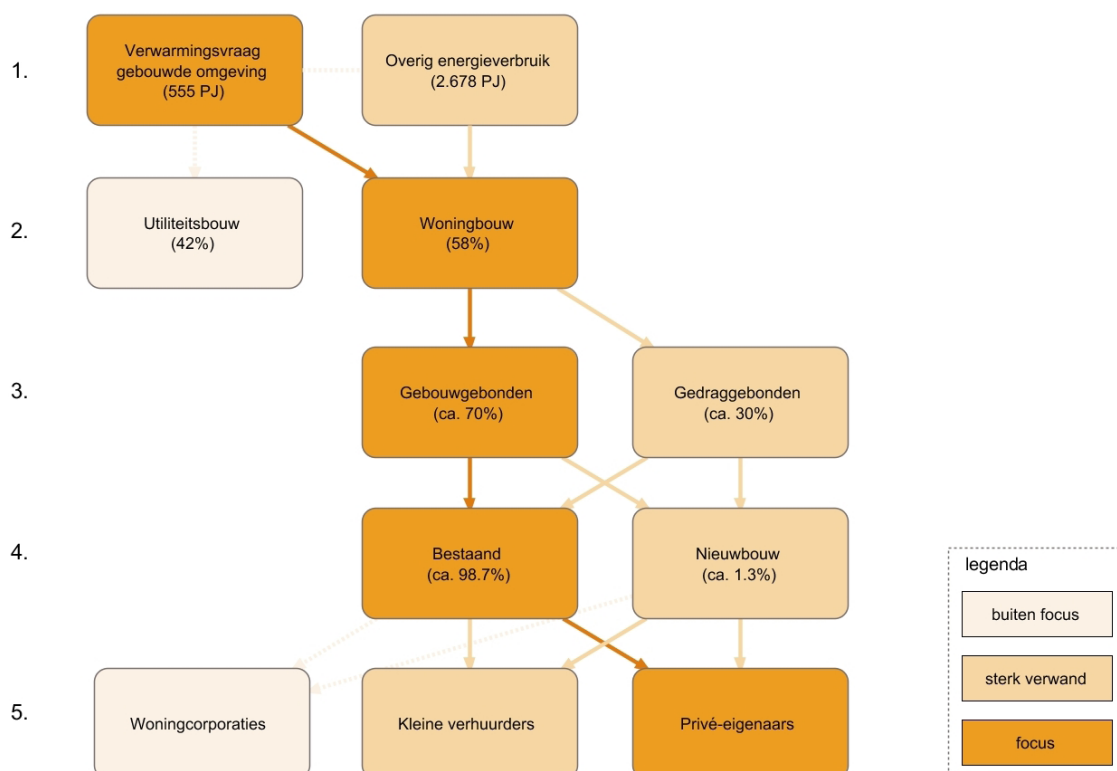 1.
Verwarmingsvraag
gebouwde omgeving
(555 PJ)
Overig energieverbruik
(2.678 PJ)
2.
Utiliteitsbouw
(42%)
Woningbouw
(58%)
3.
Gebouwgebonden
(ca. 70%)
Gedraggebonden
(ca. 30%)
4.
Bestaand
(ca. 98.7%)
Nieuwbouw
(ca. 1.3%)
5.
Woningcorporaties
Kleine verhuurders
Privé-eigenaars
legenda
buiten focus
sterk verwand
focus